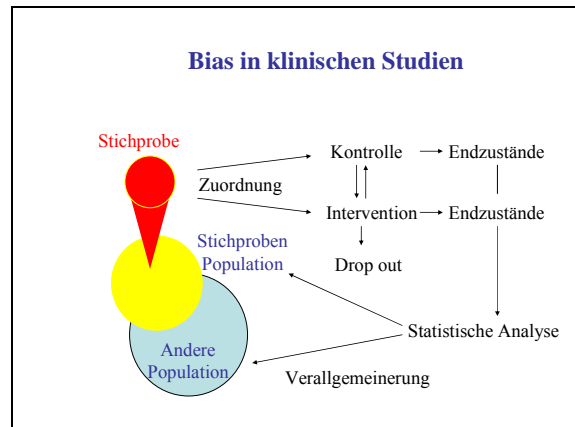 Bias in klinischen Studien
Stichprobe
Kontrolle
Endzustände
Zuordnung
Intervention
Endzustände
Stichproben
Population
Drop out
Statistische Analyse
Andere
Population
Verallgemeinerung